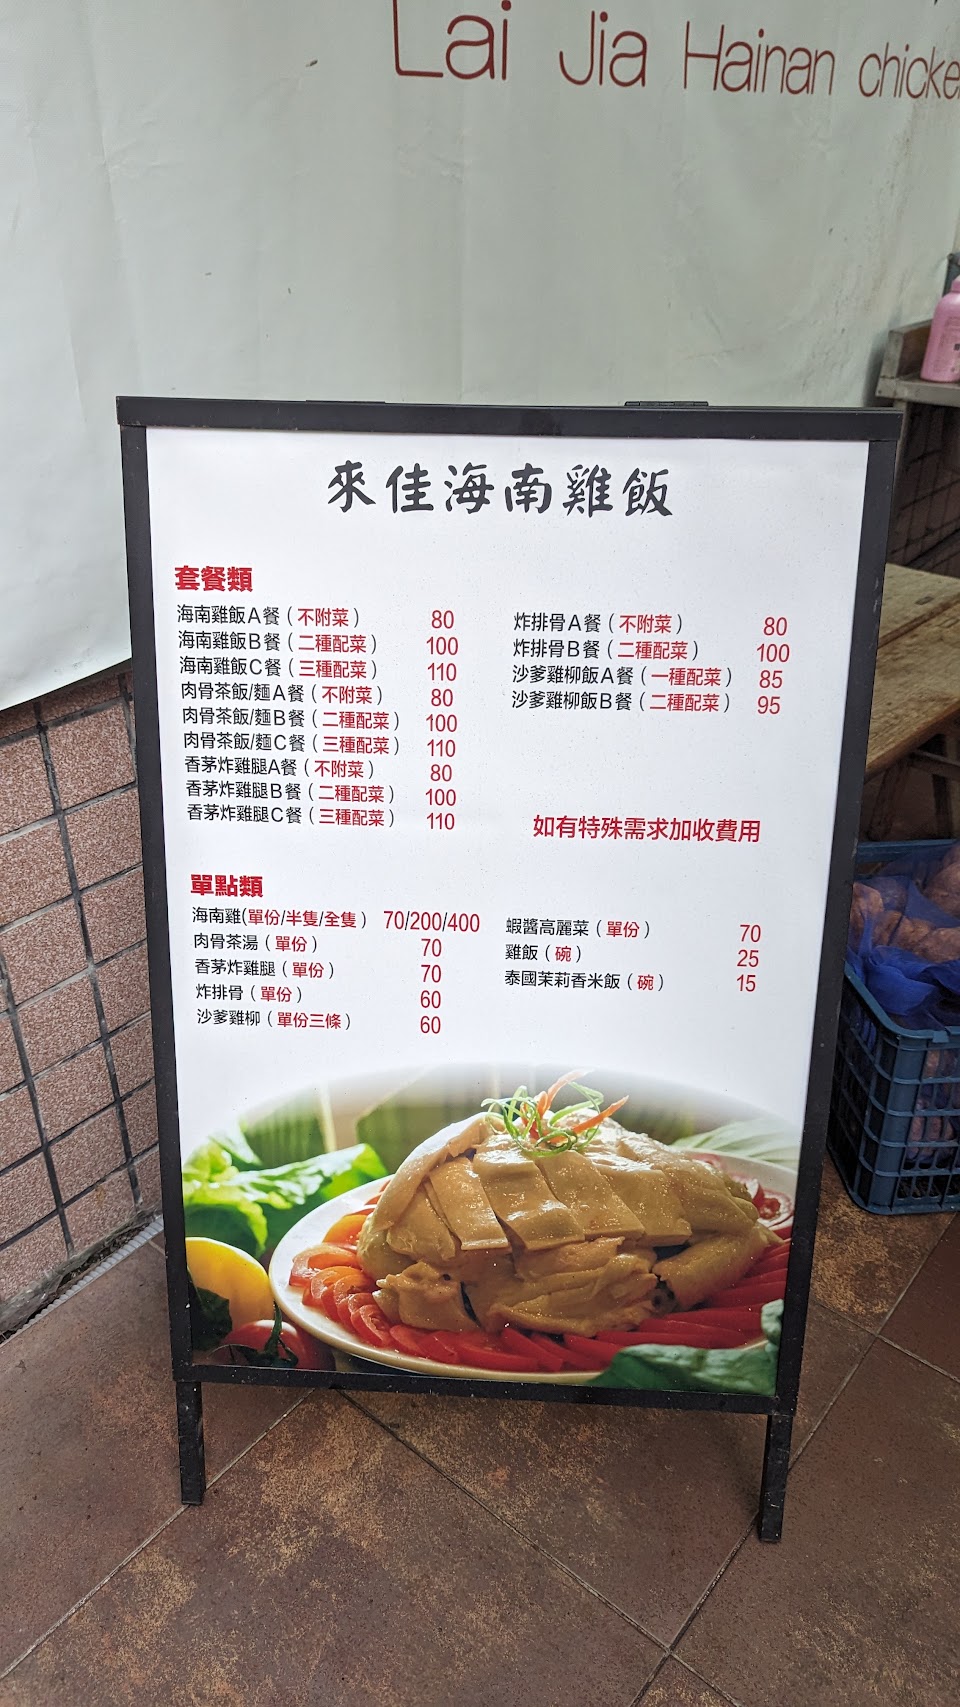 Lai Jia Hainan chicke
來佳海南雞飯
套餐類
海南雞飯A餐（不附菜） 80
海南雞飯B餐（二種配菜） 100
海南雞飯C餐（三種配菜） 110
肉骨茶飯/麵A餐（不附菜） 80
肉骨茶飯/麵B餐（二種配菜） 100
肉骨茶飯/麵C餐（三種配菜） 110
香茅炸雞腿A餐（不附菜） 80
香茅炸雞腿B餐（二種配菜） 100
香茅炸雞腿C餐（三種配菜） 110
炸排骨A餐（不附菜） 80
炸排骨B餐（二種配菜） 100
沙爹雞柳飯A餐（一種配菜） 85
沙爹雞柳飯B餐（二種配菜） 95
如有特殊需求加收費用
單點類
海南雞(單份/半隻/全隻） 70/200/400
肉骨茶湯（單份） 70
香茅炸雞腿（單份） 70
炸排骨（單份） 60
沙爹雞柳（單份三條） 60
蝦醬高麗菜（單份） 70
雞飯（碗） 25
泰國茉莉香米飯（碗） 15